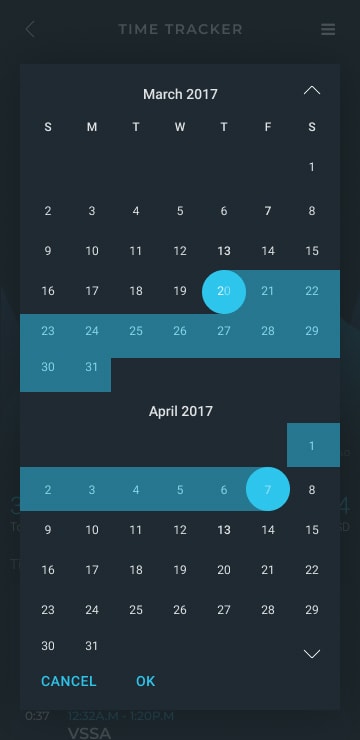 TIME TRACKER
March 2017
S M T W T F S
1
2 3 4 5 6 7 8
9 10 11 12 13 14 15
16 17 18 19 20 21 22
23 24 25 26 27 28 29
30 31
April 2017
1
2 3 4 5 6 7 8
9 10 11 12 13 14 15
16 17 18 19 20 21 22
23 24 25 26 27 28 29
30 31
CANCEL OK
0:37 12:32A.M - 1:20P.M
VSSA